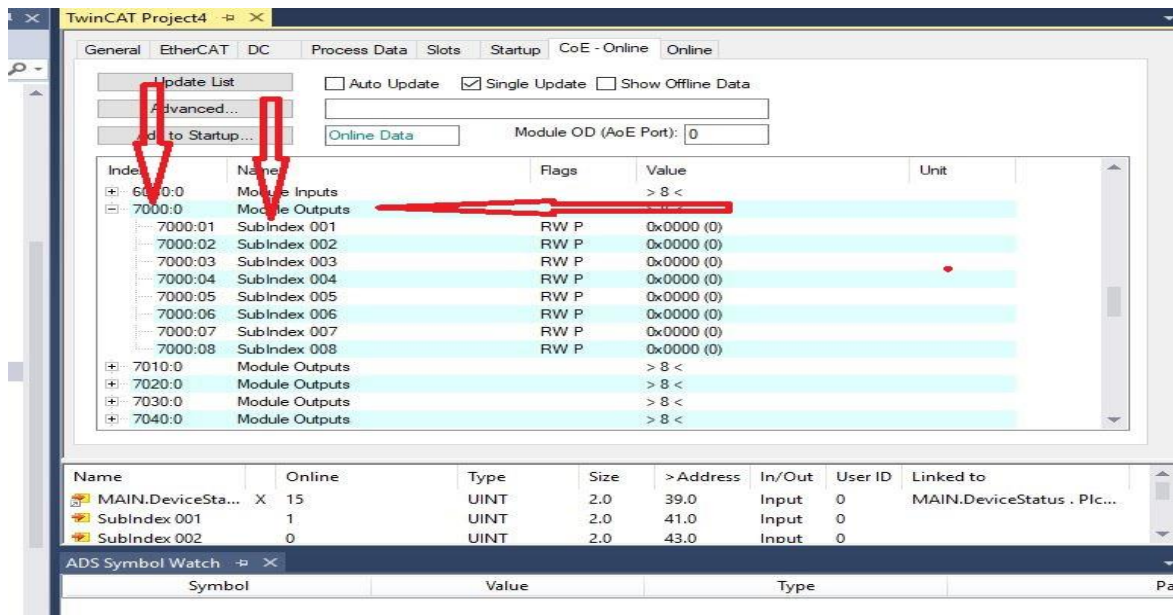 TwinCAT Project4
General EtherCAT DC Process Data Slots Startup CoE - Online Online
Update List Auto Update Single Update Show Offline Data
Advanced...
to Startup... Online Data Module OD (AoE Port): 0
Name Flags Value Unit
Module Inputs > 8 <
7000:0 Module Outputs
7000:01 SubIndex 001 RW P 0x0000 (0)
7000:02 SubIndex 002 RW P 0x0000 (0)
7000:03 SubIndex 003 RW P 0x0000 (0)
7000:04 SubIndex 004 RW P 0x0000 (0)
7000:05 SubIndex 005 RW P 0x0000 (0)
7000:06 SubIndex 006 RW P 0x0000 (0)
7000:07 SubIndex 007 RW P 0x0000 (0)
7000:08 SubIndex 008 RW P 0x0000 (0)
7010:0 Module Outputs > 8 <
7020:0 Module Outputs > 8 <
7030:0 Module Outputs > 8 <
7040:0 Module Outputs > 8 <
Name Online Type Size >Address In/Out User ID Linked to
MAIN.DeviceSta... X 15 UINT 2.0 39.0 Input 0 MAIN.DeviceStatus . Plc...
SubIndex 001 1 UINT 2.0 41.0 Input 0
SubIndex 002 0 UINT 2.0 43.0 Input 0
ADS Symbol Watch
Symbol Value Type Pa